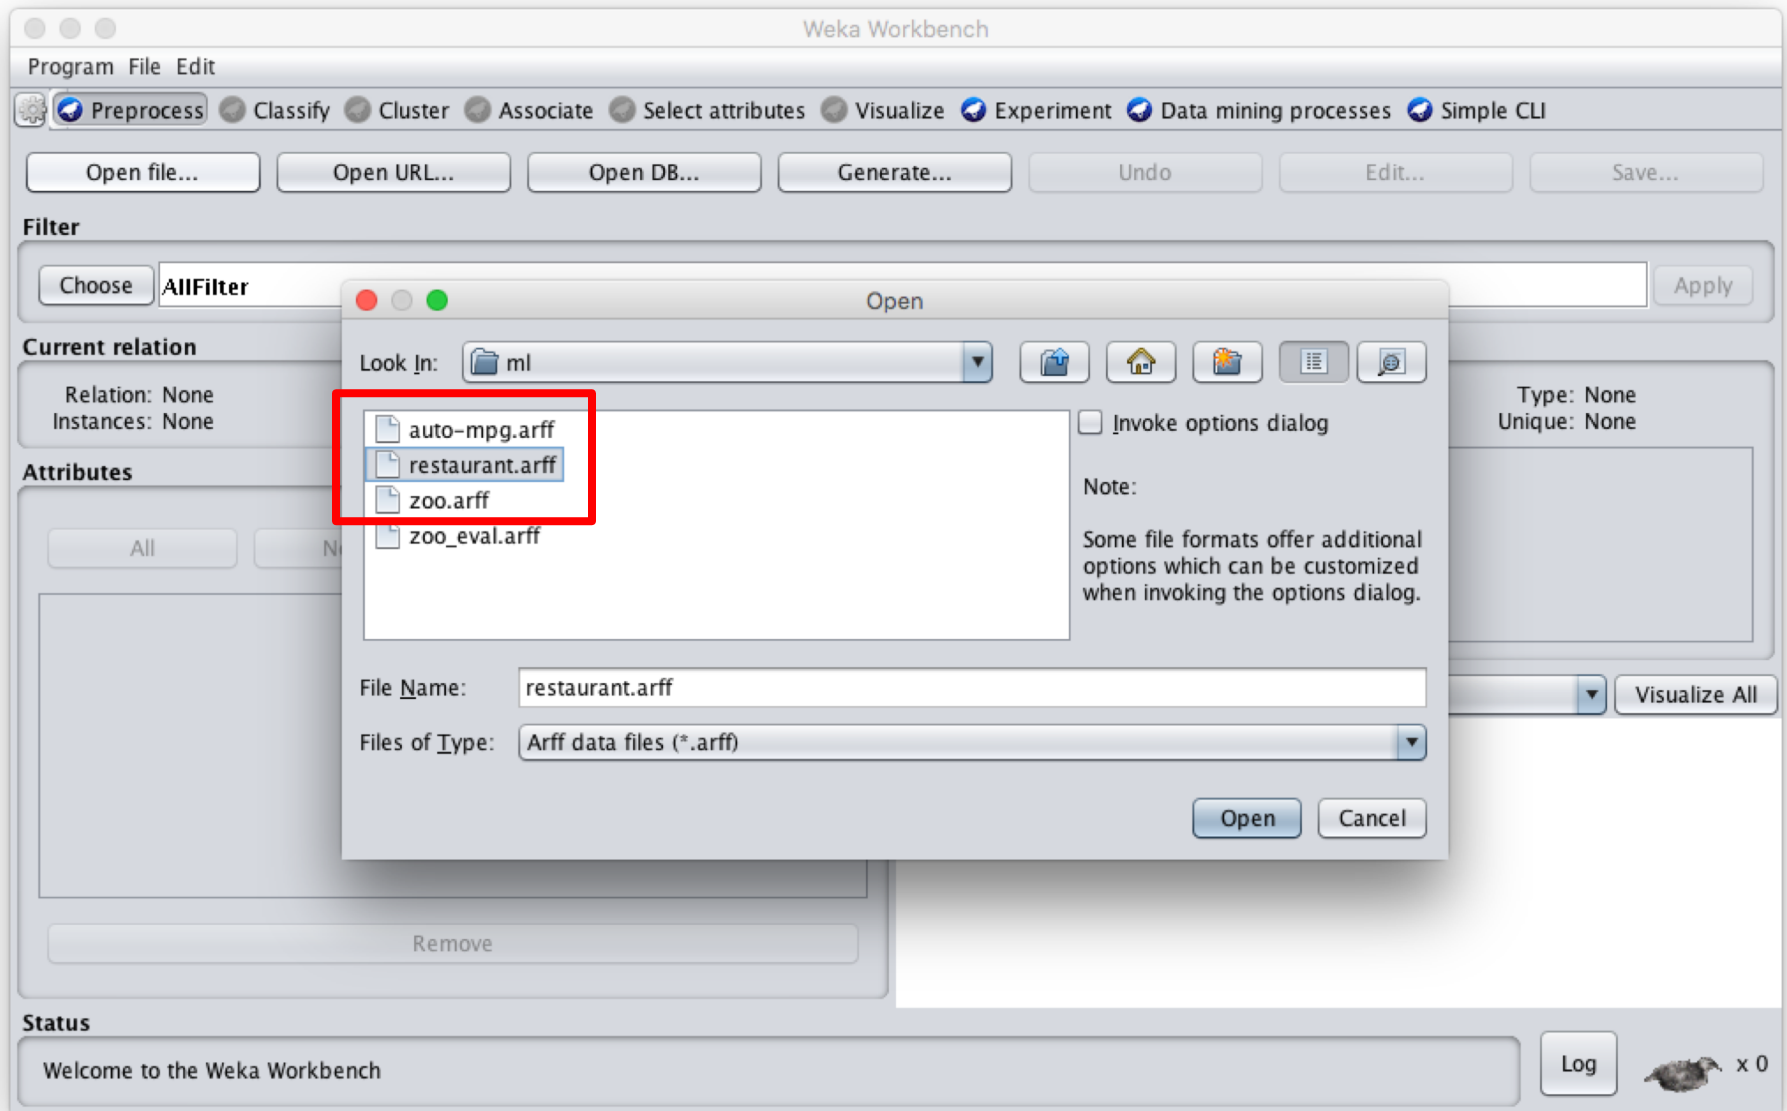 Weka Workbench
Program File Edit
Preprocess Classify Cluster Associate Select attributes Visualize Experiment Data mining processes Simple CLI
Open file... Open URL... Open DB... Generate... Undo Edit... Save...
Filter
Choose AllFilter Apply
Open
Current relation
Look In: ml
Relation: None
Instances: None
Type: None
Unique: None
auto-mpg.arff
restaurant.arff
zoo.arff
zoo_eval.arff
Invoke options dialog
Note:
Some file formats offer additional
options which can be customized
when invoking the options dialog.
Attributes
All
File Name: restaurant.arff
Files of Type: Arff data files (*.arff)
Visualize All
Open Cancel
Remove
Status
Welcome to the Weka Workbench
Log x 0